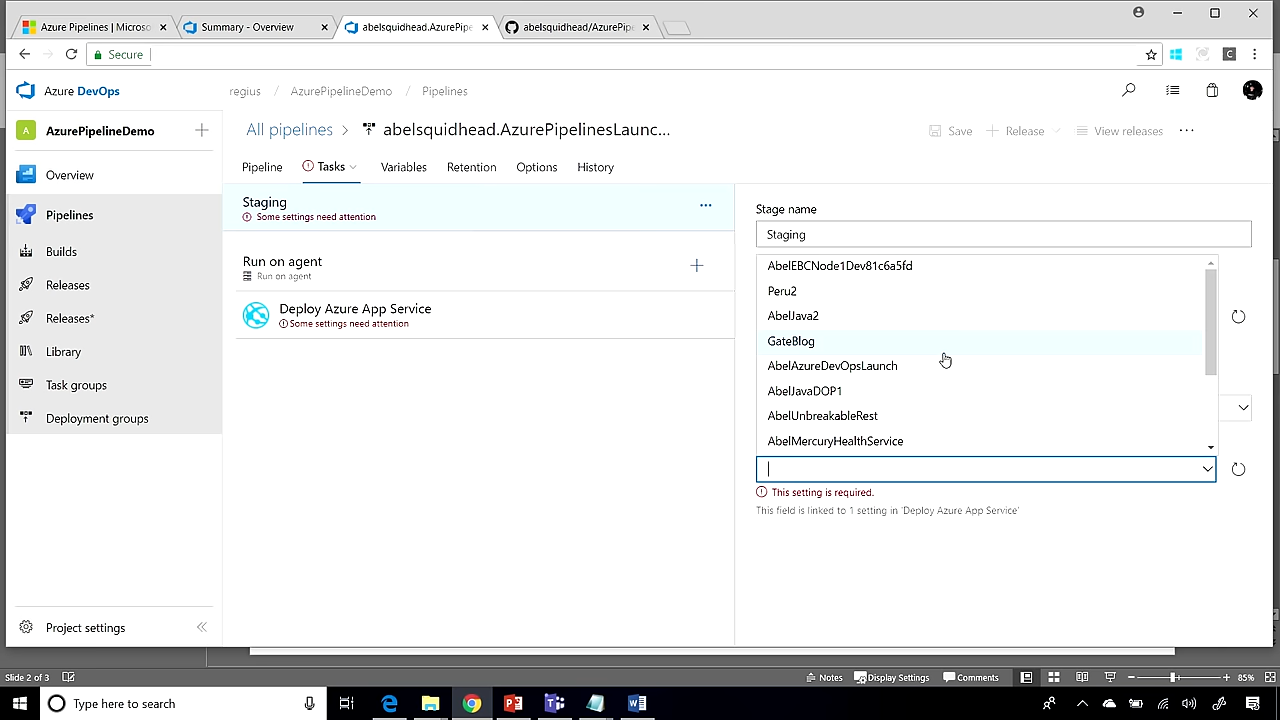 Azure Pipelines | Microso
Summary - Overview
abelsquidhead.AzurePipe
abelsquidhead/AzurePip
Secure
Azure DevOps
regius / AzurePipelineDemo / Pipelines
A AzurePipelineDemo
All pipelines > abelsquidhead.AzurePipelinesLaunc...
Save
Release
View releases
Pipeline
Tasks
Variables
Retention
Options
History
Overview
Pipelines
Builds
Releases
Releases*
Library
Task groups
Deployment groups
Project settings
Staging
Some settings need attention
Run on agent
Run on agent
Deploy Azure App Service
Some settings need attention
Stage name
Staging
AbelEBCNode1Dev81c6a5fd
Peru2
AbelJava2
GateBlog
AbelAzureDevOpsLaunch
AbelJavaDOP1
AbelUnbreakableRest
AbelMercuryHealthService
This setting is required.
This field is linked to 1 setting in 'Deploy Azure App Service'
Slide 2 of 3
Notes
Display Settings
Comments
85%
Type here to search